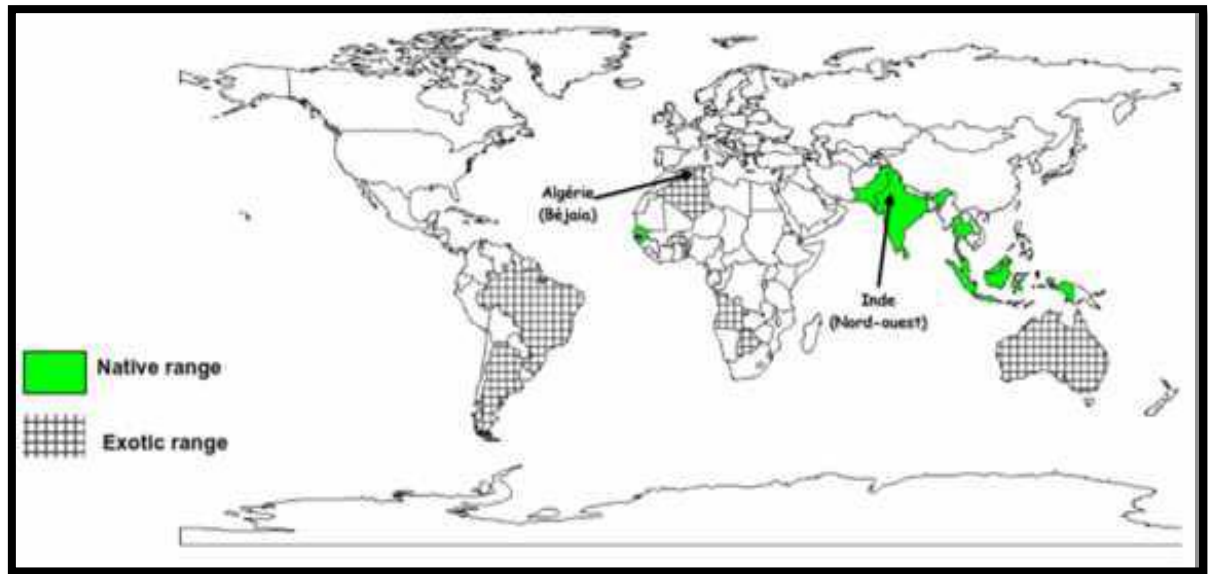 Algérie
(Béjaia)
Inde
(Nord-ouest)
Native range
Exotic range